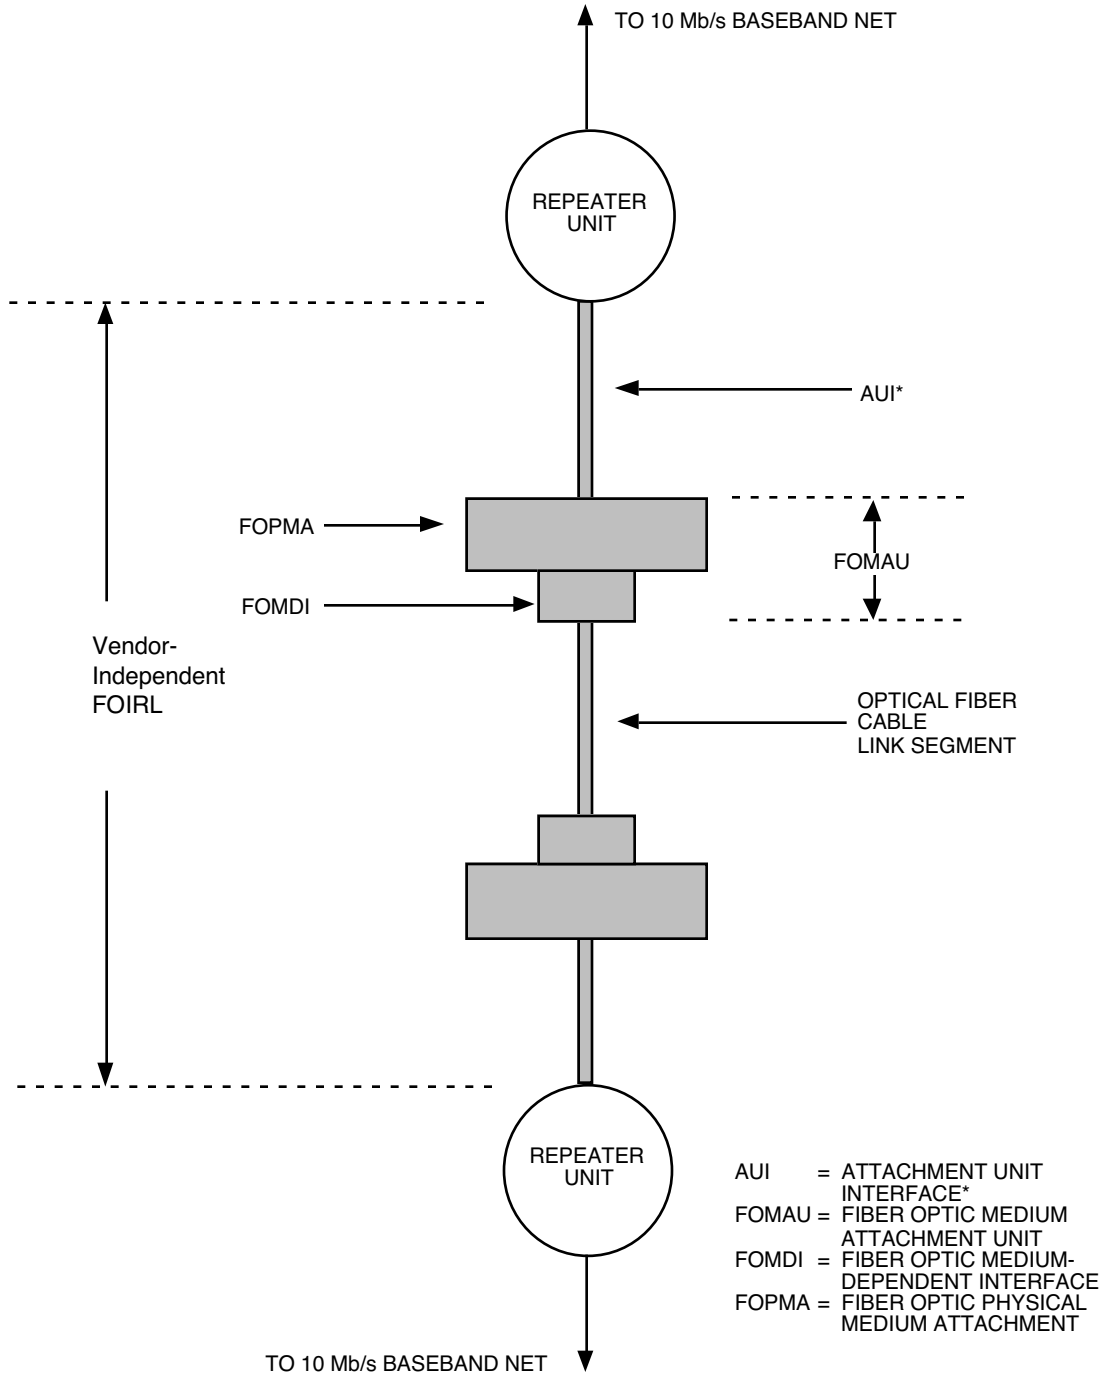 TO 10 Mb/s BASEBAND NET
REPEATER
UNIT
AUI*
FOPMA
FOMAU
FOMDI
Vendor-
Independent
FOIRL
OPTICAL FIBER
CABLE
LINK SEGMENT
REPEATER
UNIT
AUI = ATTACHMENT UNIT
INTERFACE*
FOMAU = FIBER OPTIC MEDIUM
ATTACHMENT UNIT
FOMDI = FIBER OPTIC MEDIUM-
DEPENDENT INTERFACE
FOPMA = FIBER OPTIC PHYSICAL
MEDIUM ATTACHMENT
TO 10 Mb/s BASEBAND NET